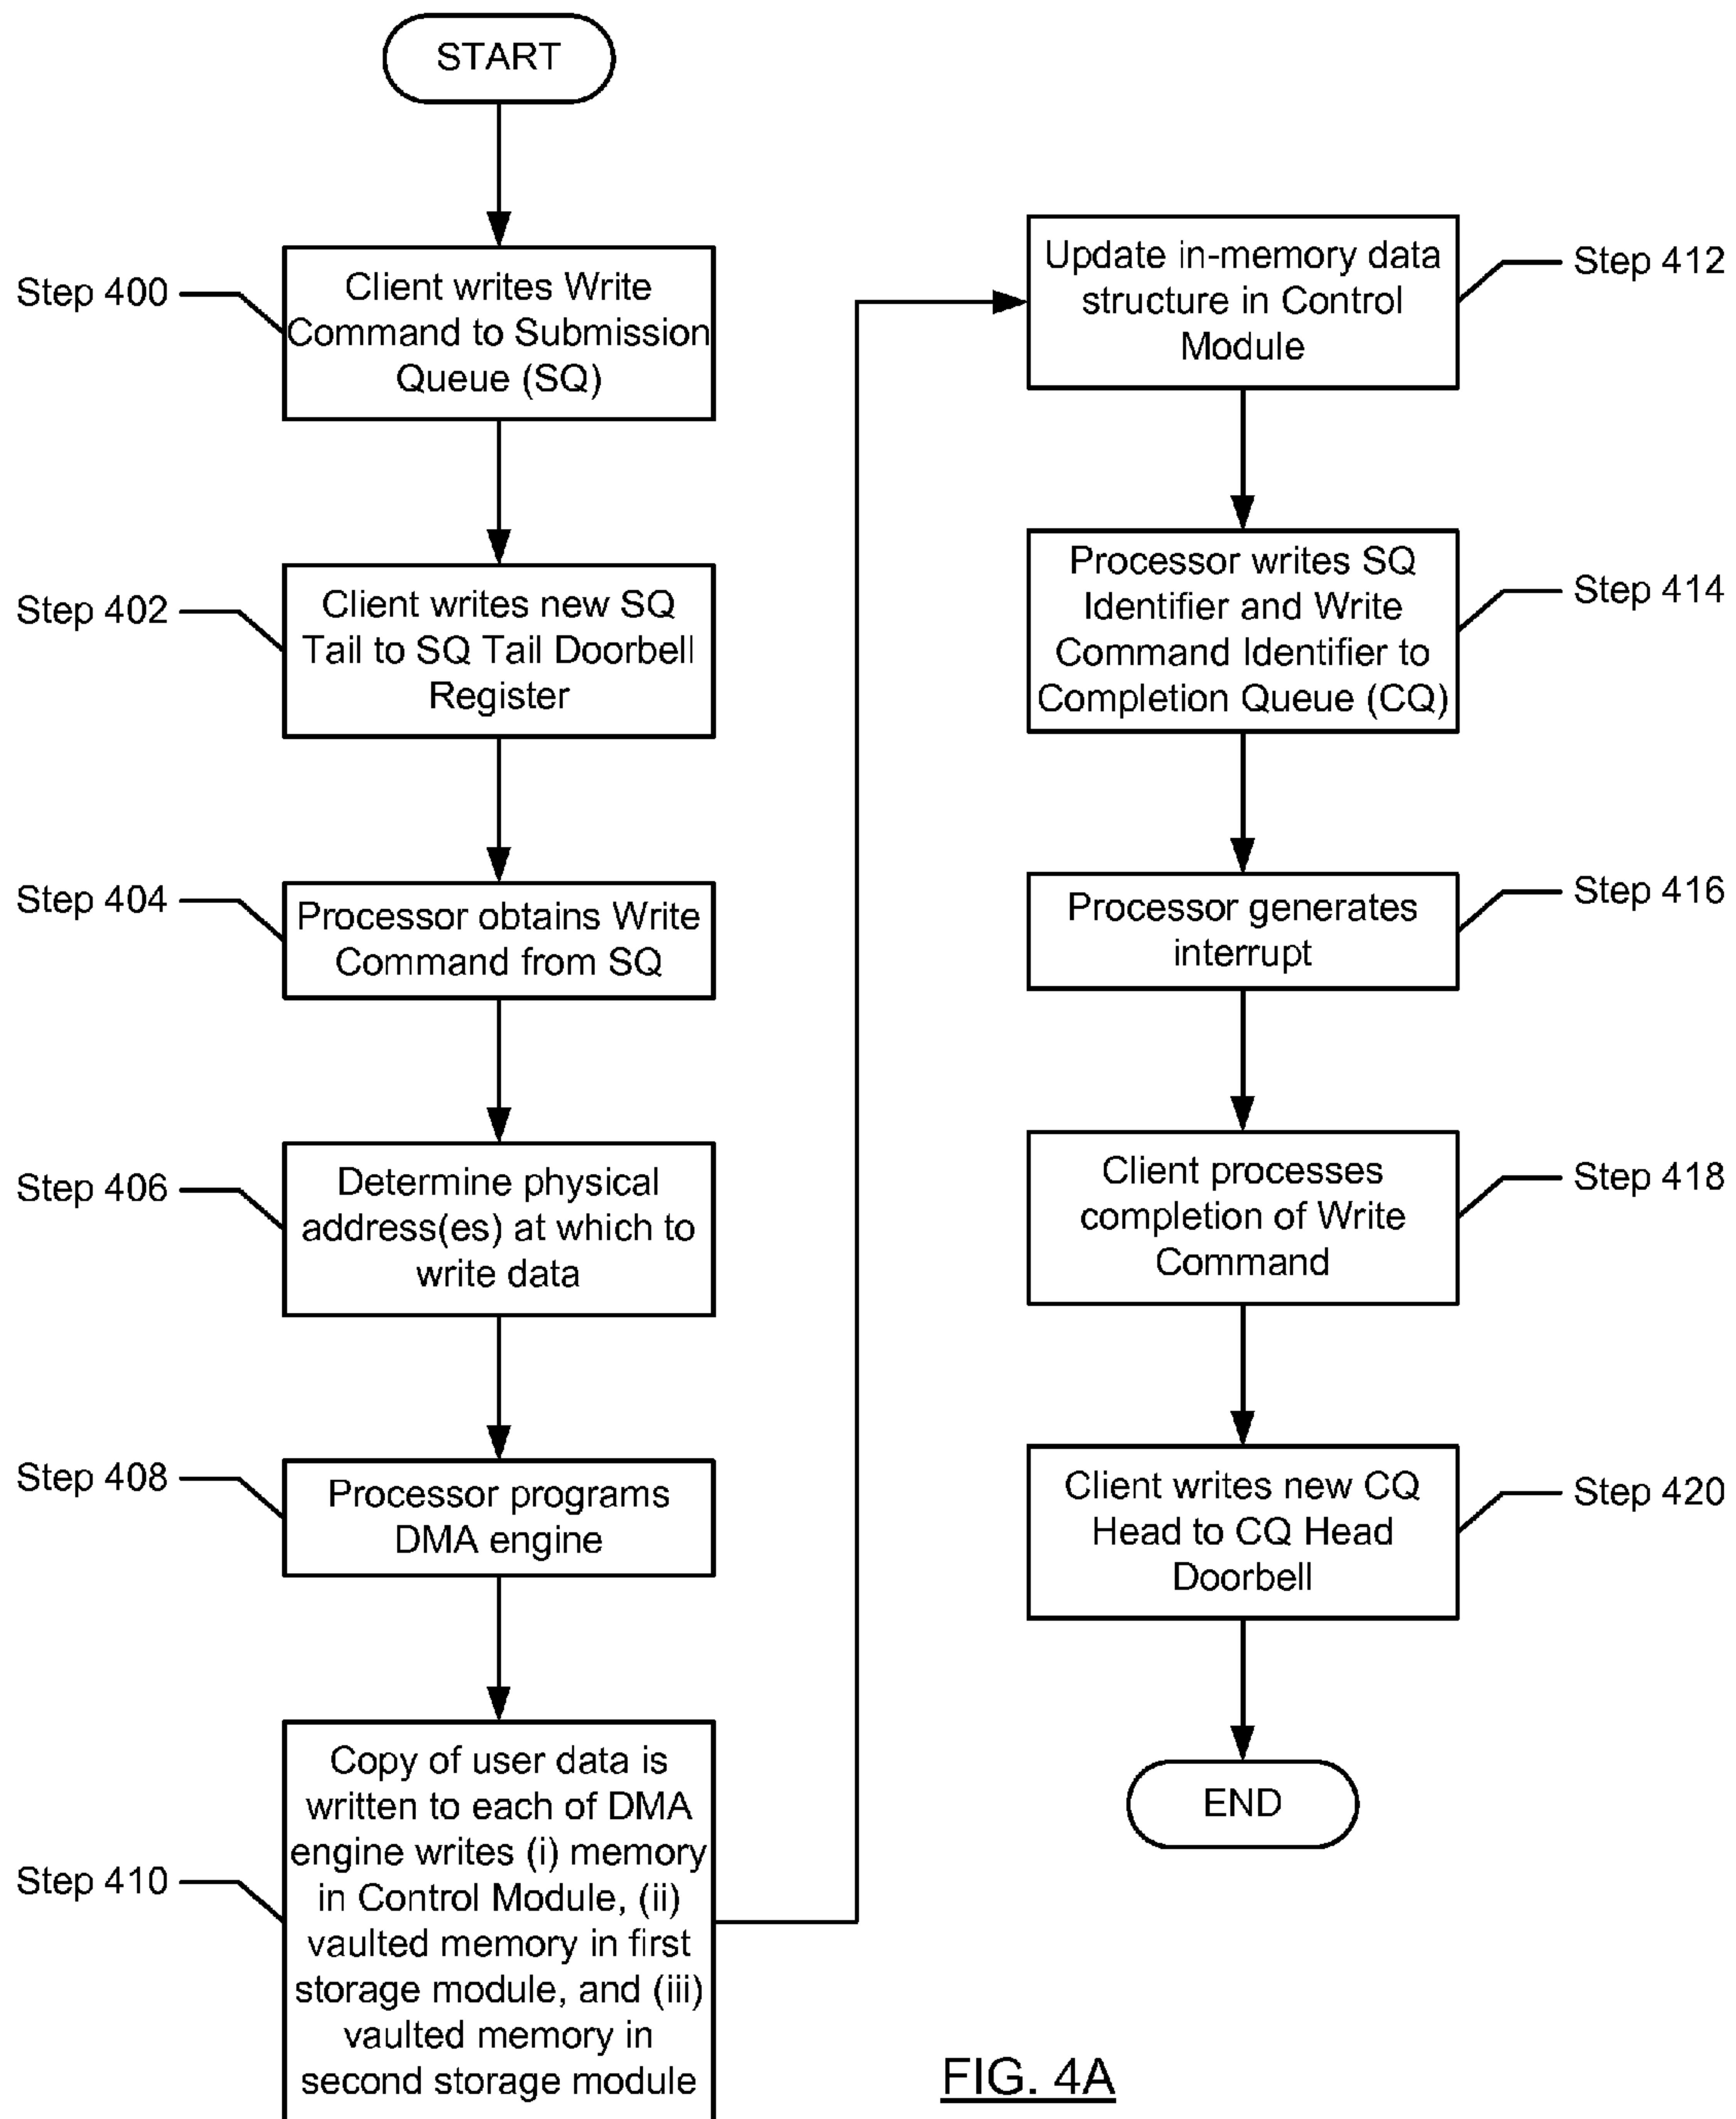 START
Step 400
Client writes Write
Command to Submission
Queue (SQ)
Step 402
Client writes new SQ
Tail to SQ Tail Doorbell
Register
Step 404
Processor obtains Write
Command from SQ
Step 406
Determine physical
address(es) at which to
write data
Step 408
Processor programs
DMA engine
Step 410
Copy of user data is
written to each of DMA
engine writes (i) memory
in Control Module, (ii)
vaulted memory in first
storage module, and (iii)
vaulted memory in
second storage module
Update in-memory data
structure in Control
Module
Step 412
Processor writes SQ
Identifier and Write
Command Identifier to
Completion Queue (CQ)
Step 414
Processor generates
interrupt
Step 416
Client processes
completion of Write
Command
Step 418
Client writes new CQ
Head to CQ Head
Doorbell
Step 420
END
FIG. 4A